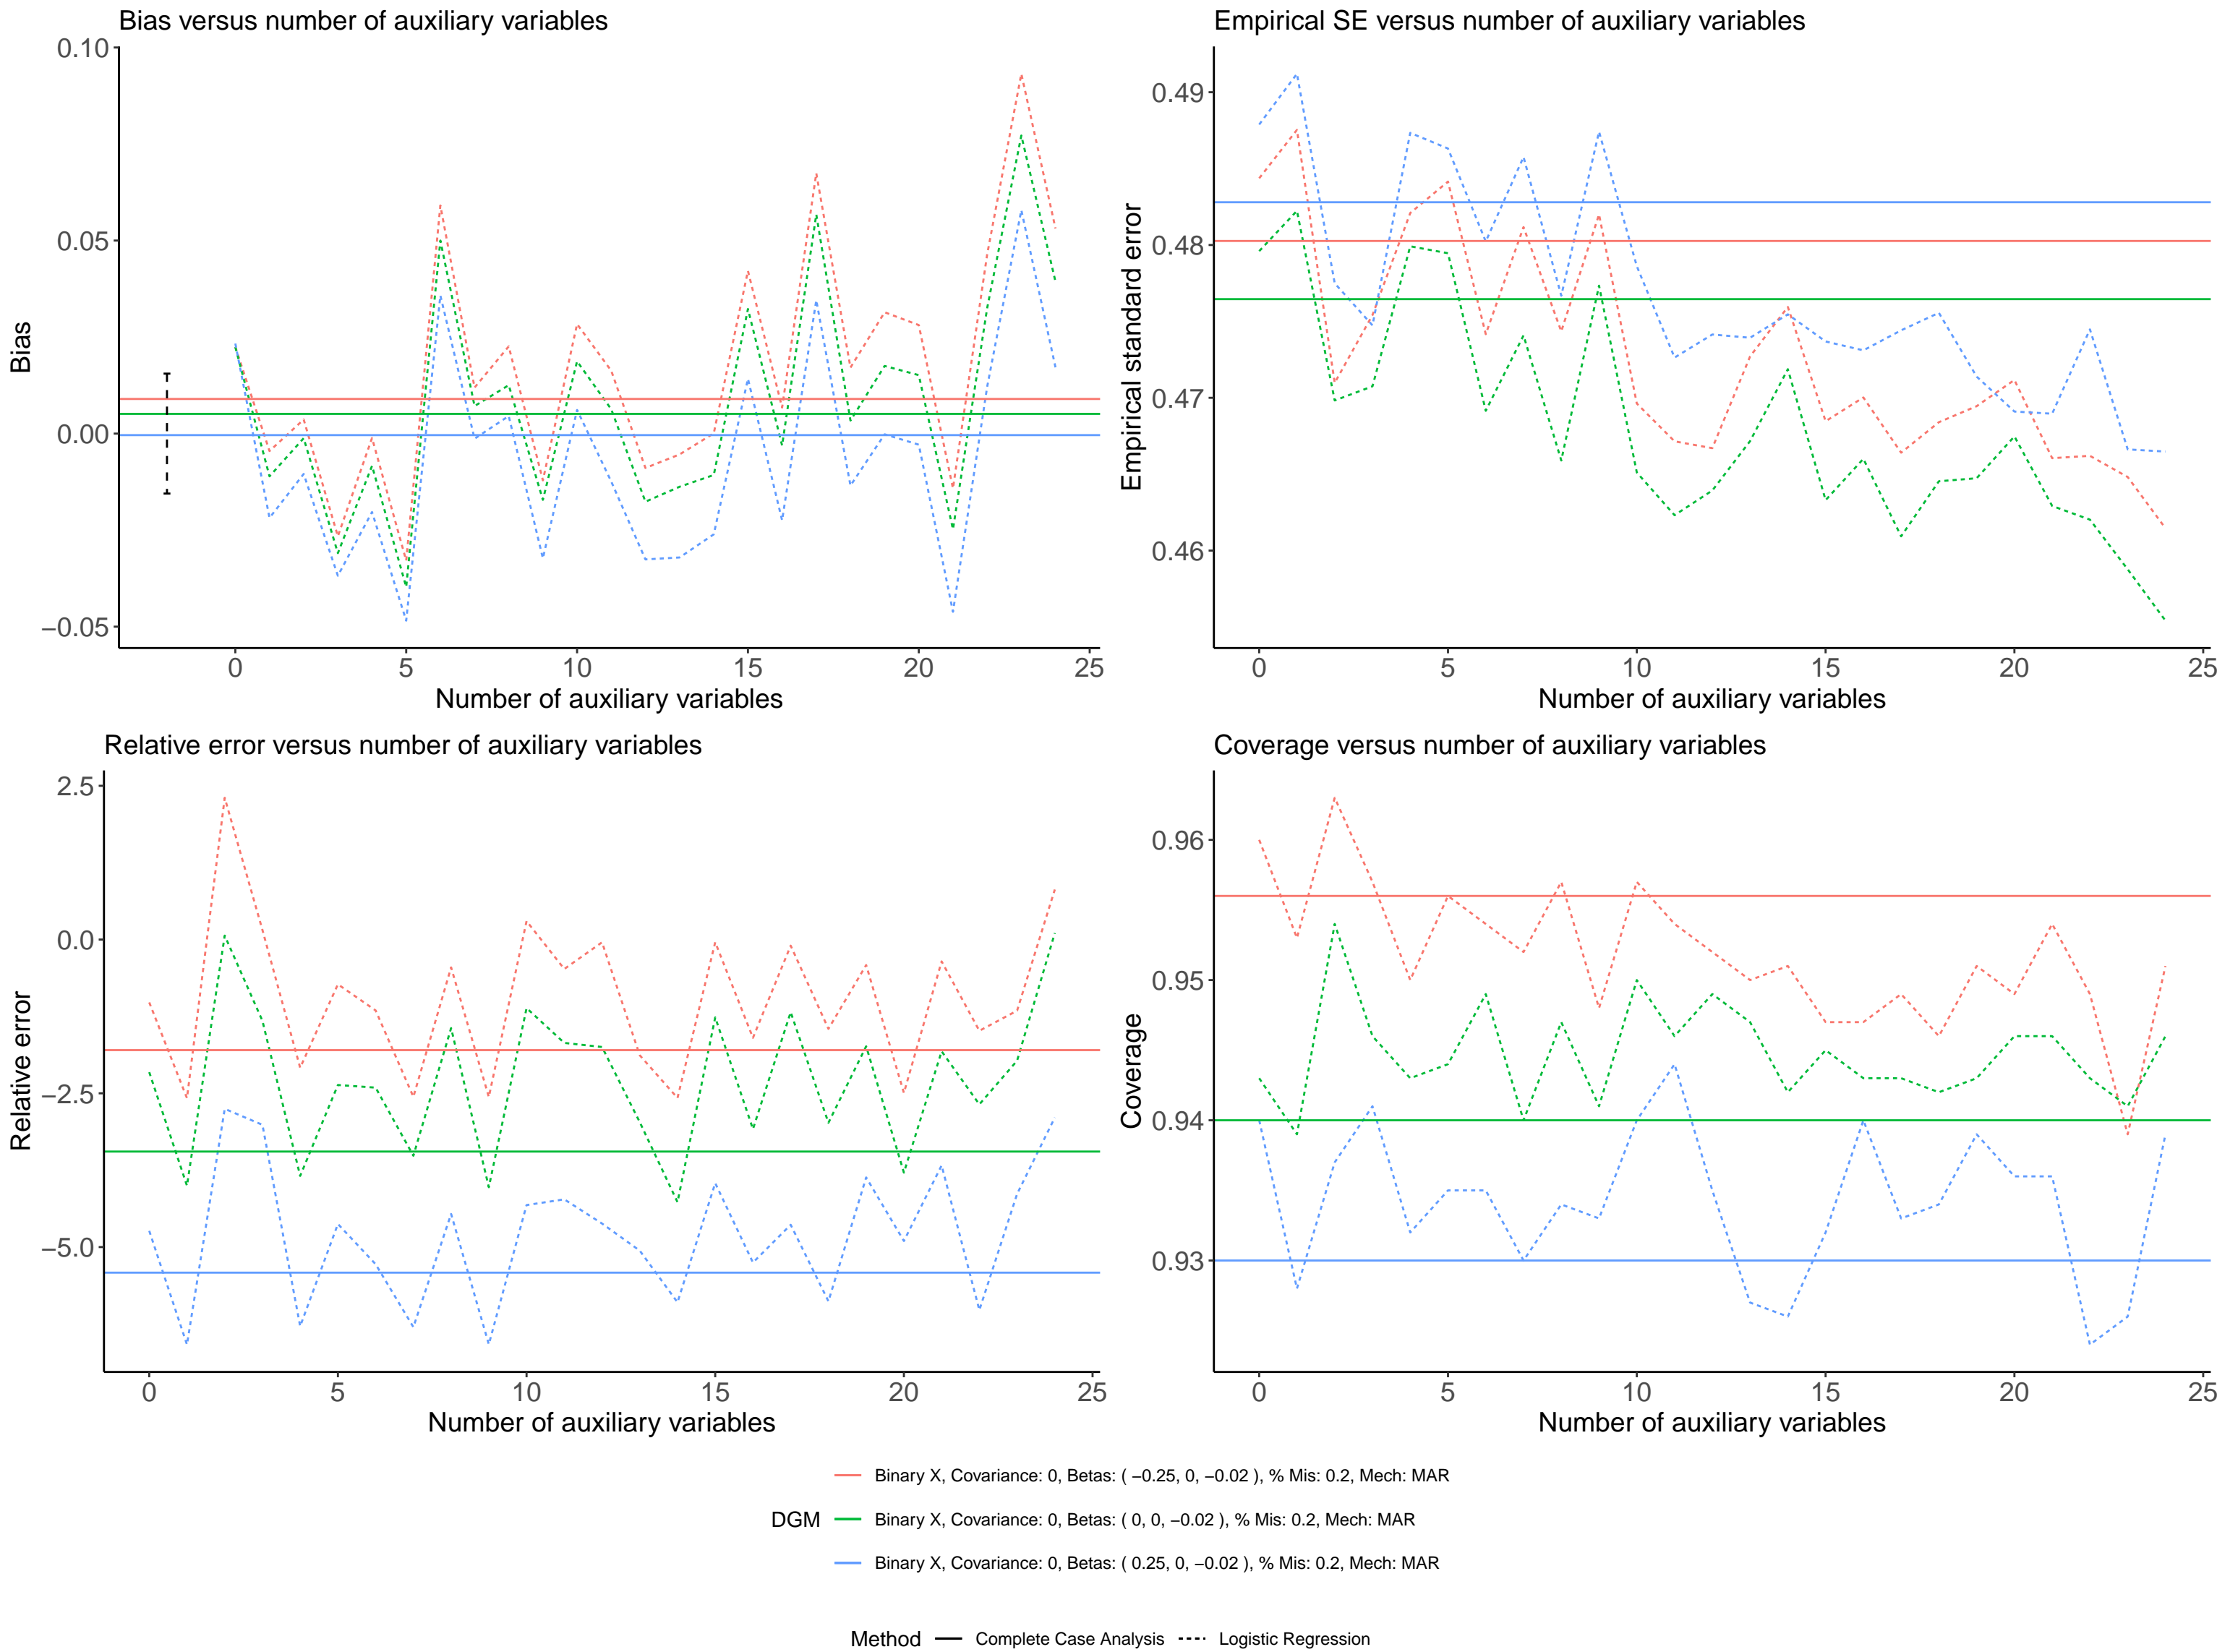 Bias versus number of auxiliary variables
0.10
0.05
0.00
−0.05
Bias
0 5 10 15 20 25
Number of auxiliary variables
Empirical SE versus number of auxiliary variables
0.49
0.48
0.47
0.46
Empirical standard error
0 5 10 15 20 25
Number of auxiliary variables
Relative error versus number of auxiliary variables
2.5
0.0
−2.5
−5.0
Relative error
0 5 10 15 20 25
Number of auxiliary variables
Coverage versus number of auxiliary variables
0.96
0.95
0.94
0.93
Coverage
0 5 10 15 20 25
Number of auxiliary variables
Binary X, Covariance: 0, Betas: ( −0.25, 0, −0.02 ), % Mis: 0.2, Mech: MAR
DGM Binary X, Covariance: 0, Betas: ( 0, 0, −0.02 ), % Mis: 0.2, Mech: MAR
Binary X, Covariance: 0, Betas: ( 0.25, 0, −0.02 ), % Mis: 0.2, Mech: MAR
Method Complete Case Analysis Logistic Regression